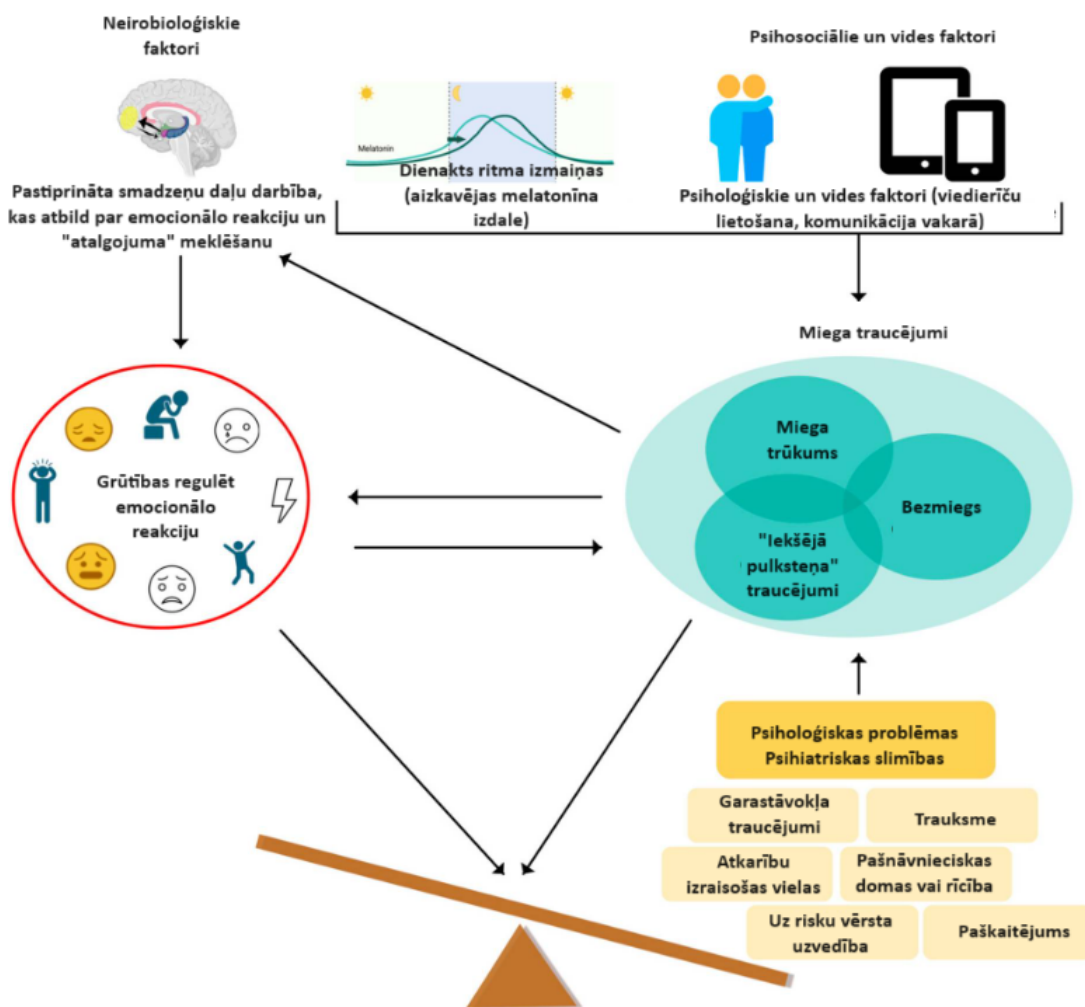 Neirobioloģiskie
faktori
Pastiprināta smadzeņu daļu darbība,
kas atbild par emocionālo reakciju un
"atalgojuma" meklēšanu
Melatonin
Dienakts ritma izmaiņas
(aizkavējas melatonīna
izdale)
Psihosociālie un vides faktori
Psiholoģiskie un vides faktori (viedierīču
lietošana, komunikācija vakarā)
Miega traucējumi
Miega
trūkums
Bezmiegs
"Iekšējā
pulksteņa"
traucējumi
Grūtības regulēt
emocionālo
reakciju
Psiholoģiskas problēmas
Psihiatriskas slimības
Garastāvokļa
traucējumi
Trauksme
Atkarību
izraisošas vielas
Pašnāvnieciskas
domas vai rīcība
Uz risku vērsta
uzvedība
Paškaitējums